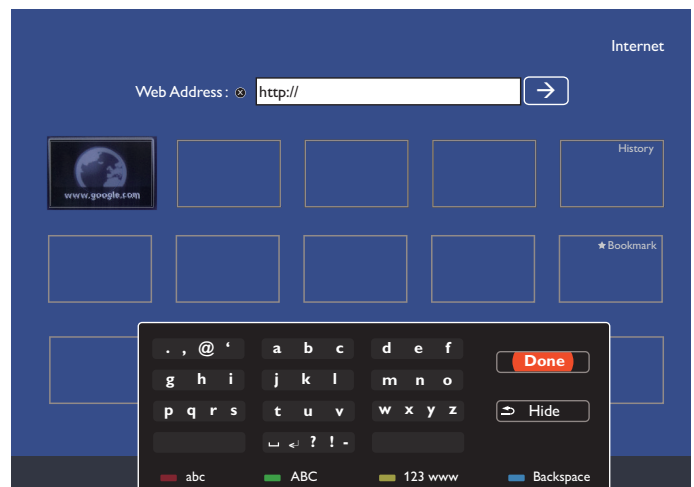 Internet
Web Address : http://
www.google.com
History
★ Bookmark
. , @ ‘ a b c d e f
Done
g h i j k l m n o
p q r s t u v w x y z
Hide
␣ ↵ ? ! -
abc ABC 123 www Backspace